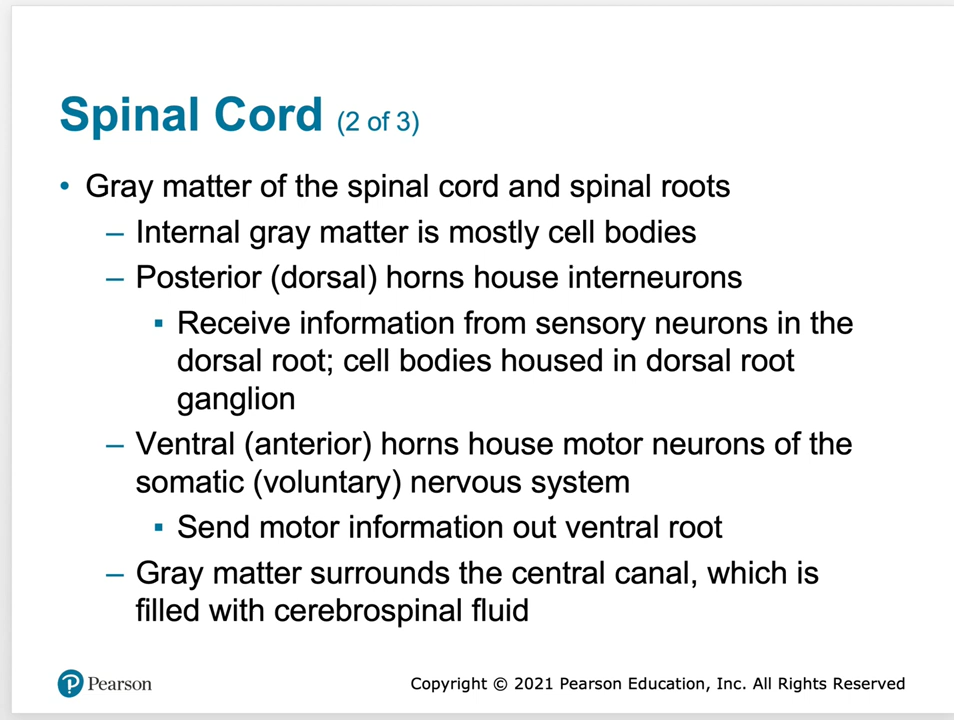 Spinal Cord (2 of 3)
• Gray matter of the spinal cord and spinal roots
– Internal gray matter is mostly cell bodies
– Posterior (dorsal) horns house interneurons
▪ Receive information from sensory neurons in the
dorsal root; cell bodies housed in dorsal root
ganglion
– Ventral (anterior) horns house motor neurons of the
somatic (voluntary) nervous system
▪ Send motor information out ventral root
– Gray matter surrounds the central canal, which is
filled with cerebrospinal fluid
P Pearson
Copyright © 2021 Pearson Education, Inc. All Rights Reserved